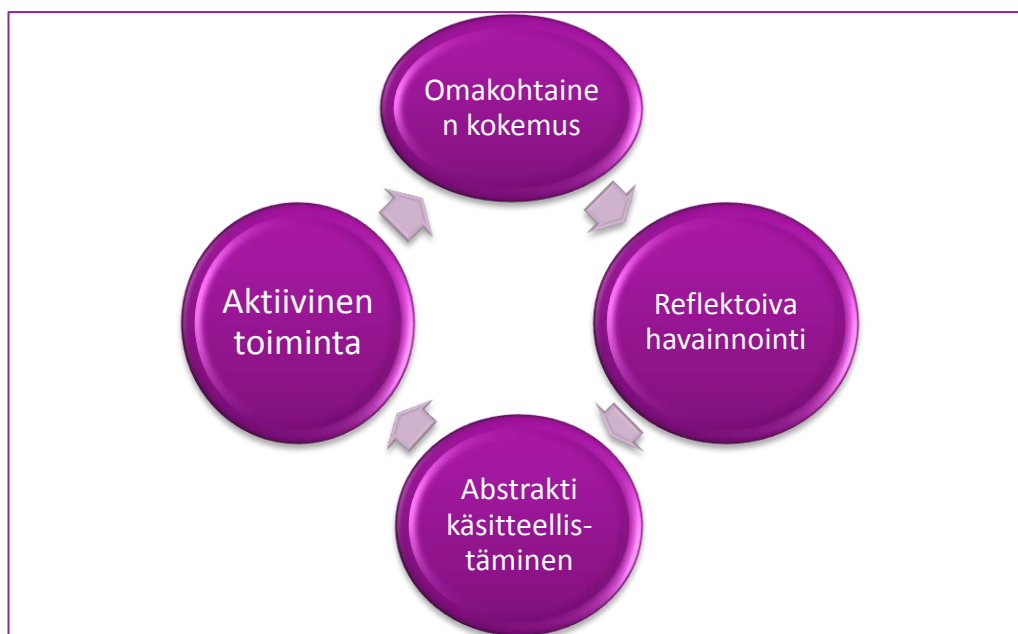 Omakohtaine
n kokemus
Reflektoiva
havainnointi
Abstrakti
käsitteellis-
täminen
Aktiivinen
toiminta